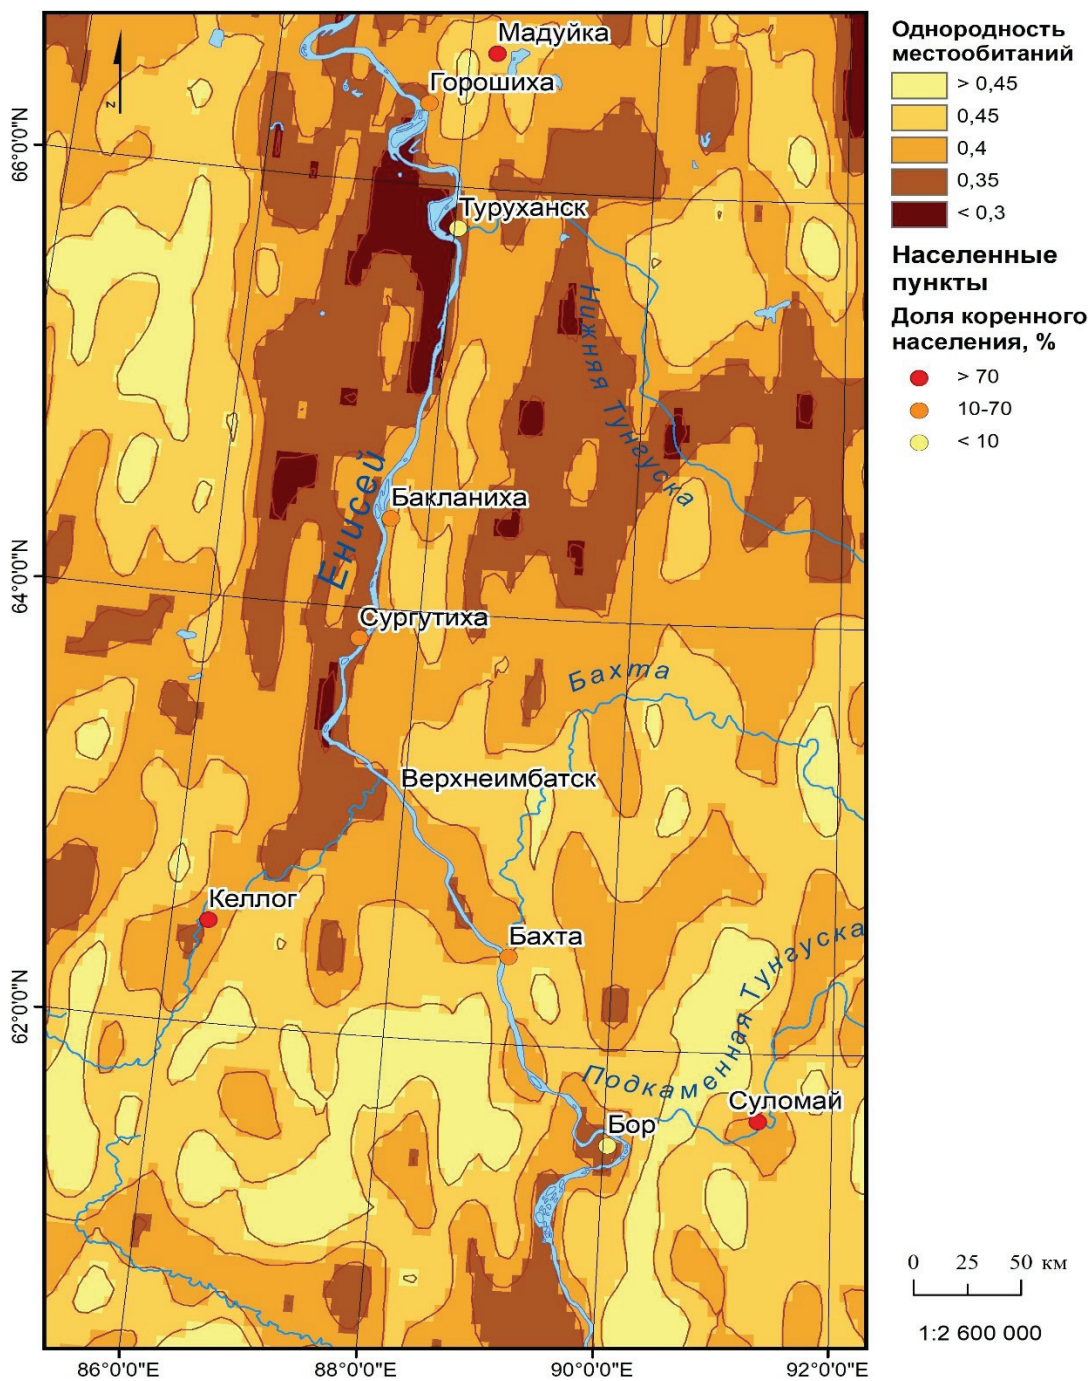 Мадуйка
Горошиха
Туруханск
Нижняя Тунгуска
Енисей
Бакланиха
Сургутиха
Бахта
Верхнеимбатск
Келлог
Бахта
Подкаменная Тунгуска
Суломай
Бор
z
66°0'0"N
64°0'0"N
62°0'0"N
86°0'0"E
88°0'0"E
90°0'0"E
92°0'0"E
Однородность
местообитаний
> 0,45
0,45
0,4
0,35
< 0,3
Населенные
пункты
Доля коренного
населения, %
> 70
10-70
< 10
0 25 50 км
1:2 600 000